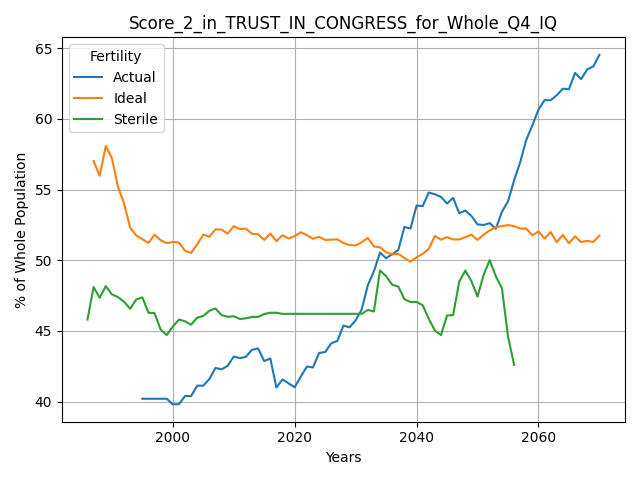 Score_2_in_TRUST_IN_CONGRESS_for_Whole_Q4_IQ
Fertility
Actual
Ideal
Sterile
% of Whole Population
65
60
55
50
45
40
2000
2020
2040
2060
Years